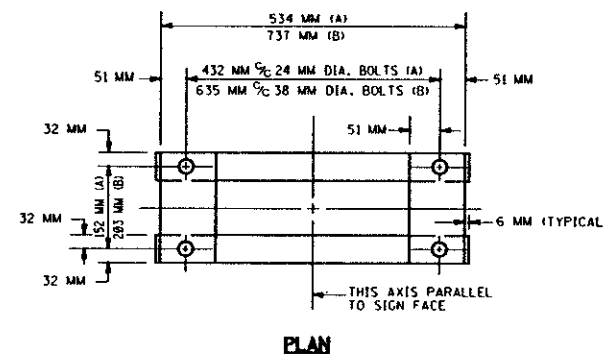 534 MM (A)
737 MM (B)
51 MM
432 MM C/C 24 MM DIA. BOLTS (A)
635 MM C/C 38 MM DIA. BOLTS (B)
51 MM
32 MM
51 MM
152 MM (A)
203 MM (B)
32 MM
6 MM (TYPICAL
32 MM
THIS AXIS PARALLEL
TO SIGN FACE
PLAN